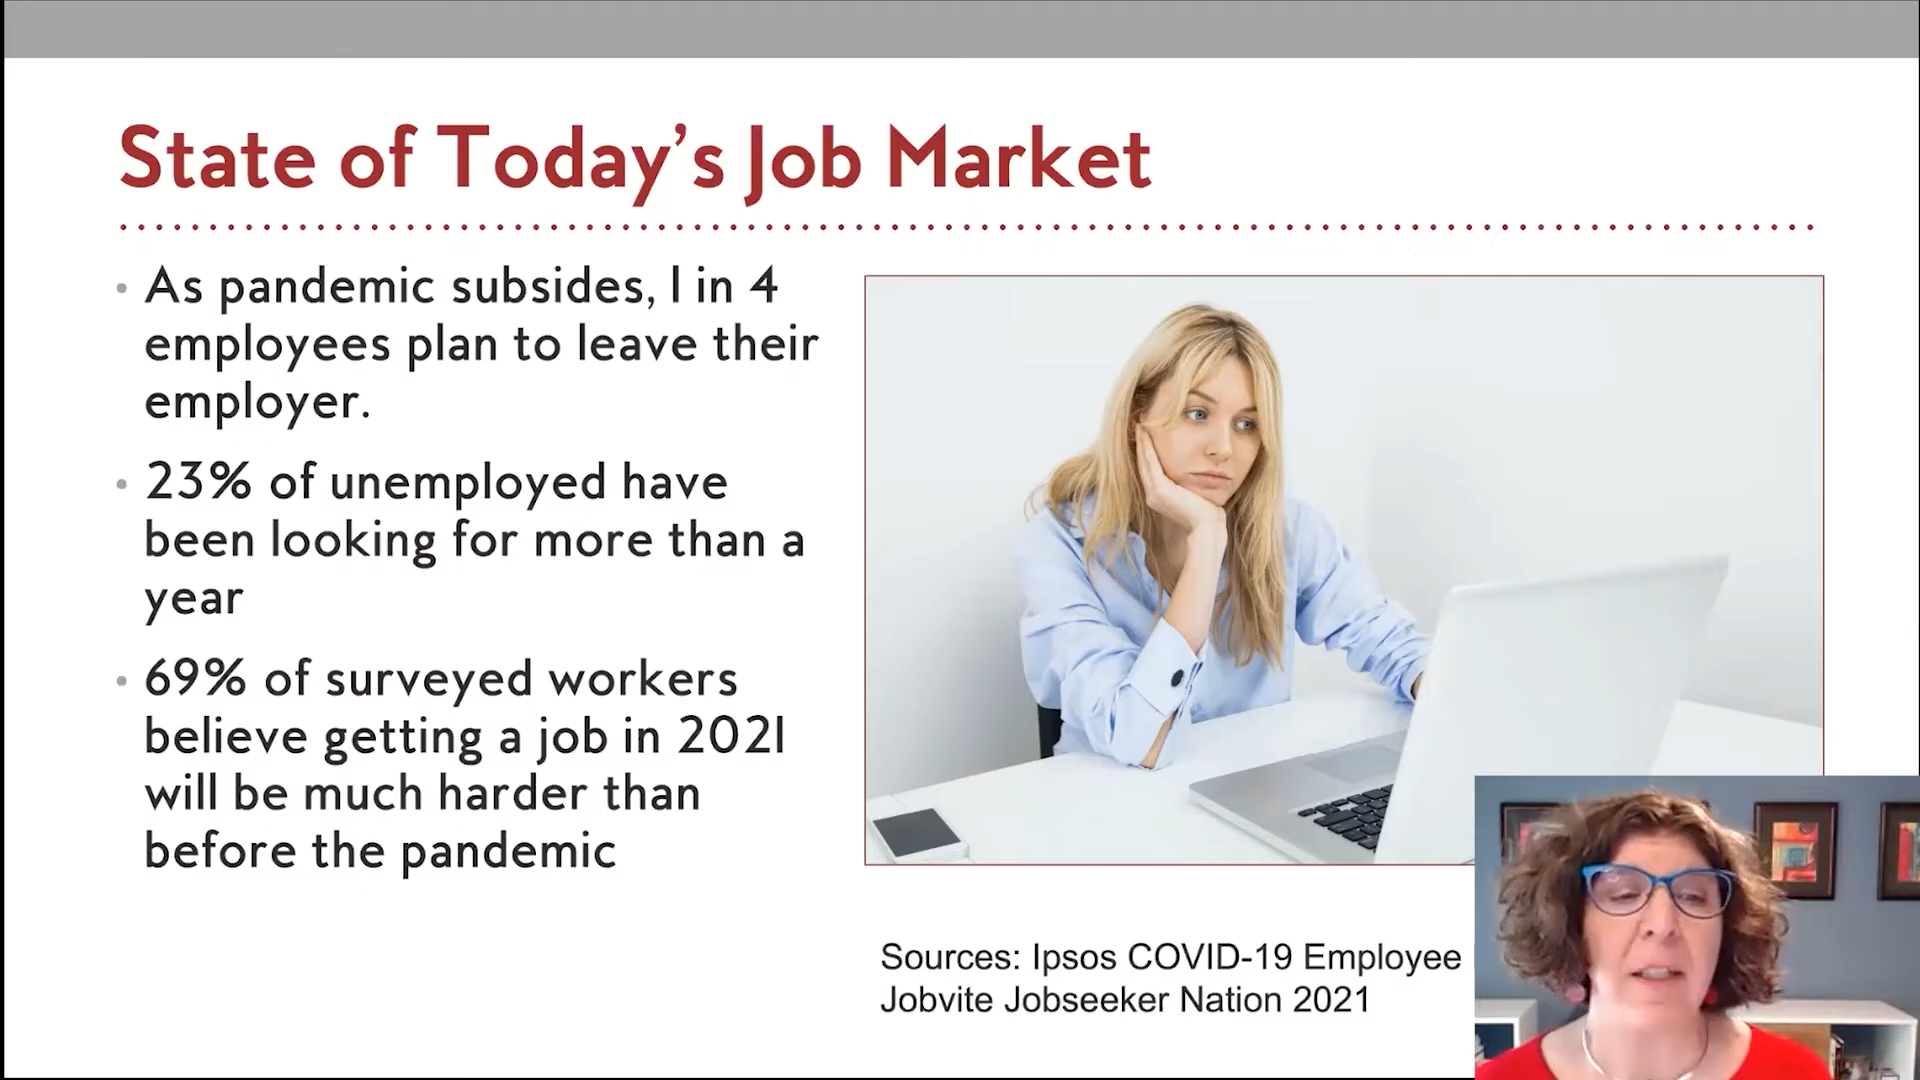 State of Today’s Job Market
• As pandemic subsides, 1 in 4
employees plan to leave their
employer.
• 23% of unemployed have
been looking for more than a
year
• 69% of surveyed workers
believe getting a job in 2021
will be much harder than
before the pandemic
Sources: Ipsos COVID-19 Employee
Jobvite Jobseeker Nation 2021